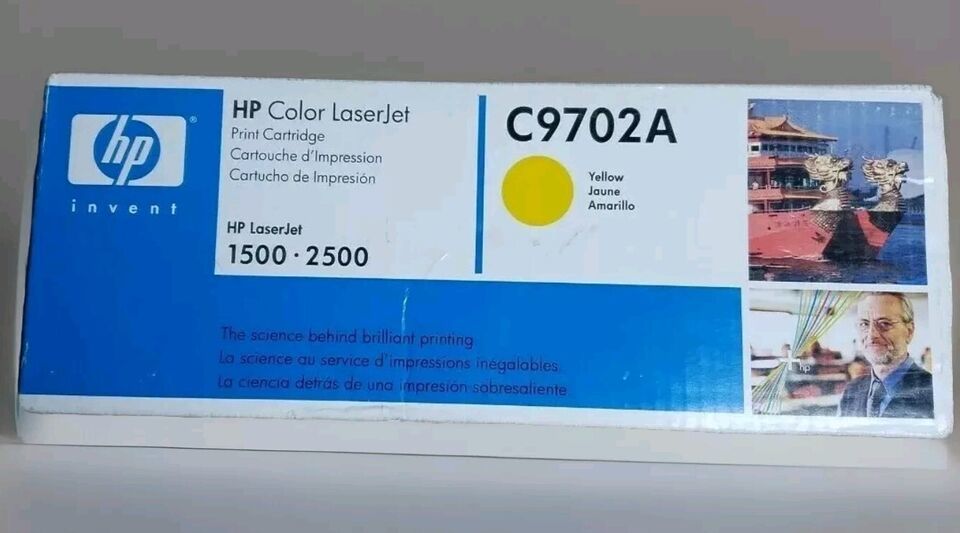 hp
®
invent
HP Color LaserJet
Print Cartridge
Cartouche d'Impression
Cartucho de Impresión
HP LaserJet
1500 · 2500
C9702A
Yellow
Jaune
Amarillo
The science behind brilliant printing
La science au service d'impressions inégalables.
La ciencia detrás de una impresión sobresaliente.
+hp